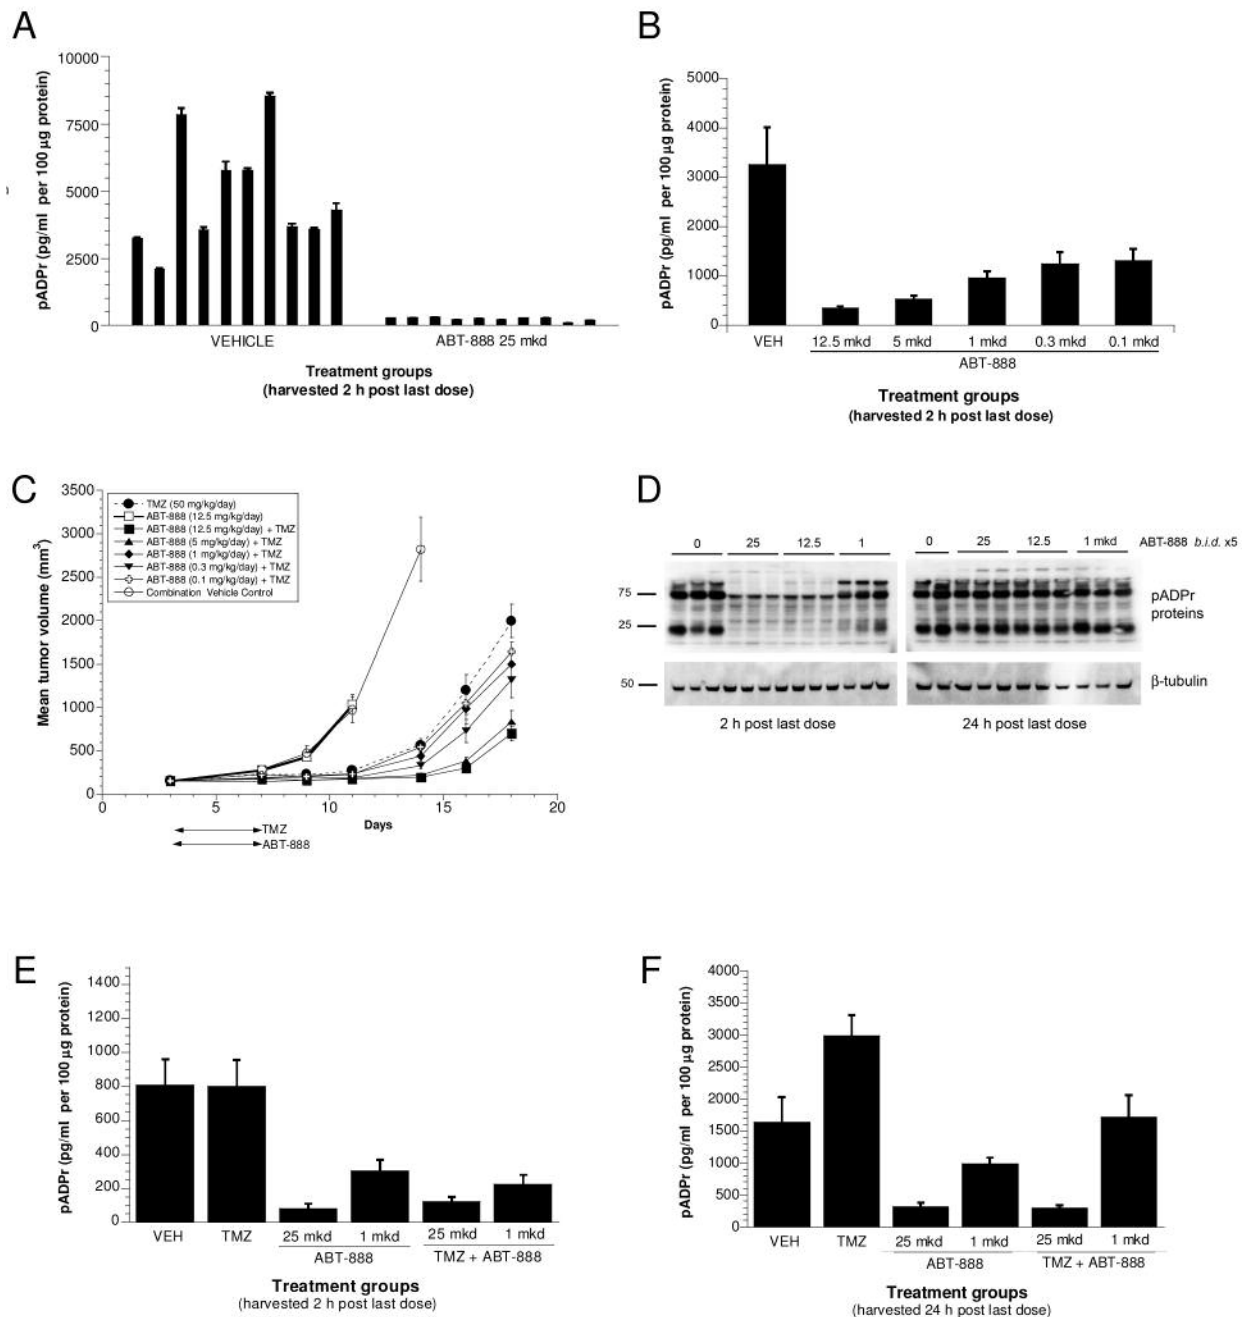 A
10000
7500
5000
2500
0
pADPr (pg/ml per 100 µg protein)
VEHICLE
ABT-888 25 mkd
Treatment groups
(harvested 2 h post last dose)
B
5000
4000
3000
2000
1000
0
pADPr (pg/ml per 100 µg protein)
VEH
12.5 mkd
5 mkd
1 mkd
0.3 mkd
0.1 mkd
ABT-888
Treatment groups
(harvested 2 h post last dose)
C
3500
3000
2500
2000
1500
1000
500
0
Mean tumor volume (mm³)
TMZ (50 mg/kg/day)
ABT-888 (12.5 mg/kg/day)
ABT-888 (12.5 mg/kg/day) + TMZ
ABT-888 (5 mg/kg/day) + TMZ
ABT-888 (1 mg/kg/day) + TMZ
ABT-888 (0.3 mg/kg/day) + TMZ
ABT-888 (0.1 mg/kg/day) + TMZ
Combination Vehicle Control
0 5 10 15 20
Days
TMZ
ABT-888
D
0 25 12.5 1
0 25 12.5 1 mkd
ABT-888 b.i.d. x5
75
25
50
pADPr
proteins
β-tubulin
2 h post last dose
24 h post last dose
E
1400
1200
1000
800
600
400
200
0
pADPr (pg/ml per 100 µg protein)
VEH
TMZ
25 mkd
1 mkd
25 mkd
1 mkd
ABT-888
TMZ + ABT-888
Treatment groups
(harvested 2 h post last dose)
F
4000
3500
3000
2500
2000
1500
1000
500
0
pADPr (pg/ml per 100 µg protein)
VEH
TMZ
25 mkd
1 mkd
25 mkd
1 mkd
ABT-888
TMZ + ABT-888
Treatment groups
(harvested 24 h post last dose)